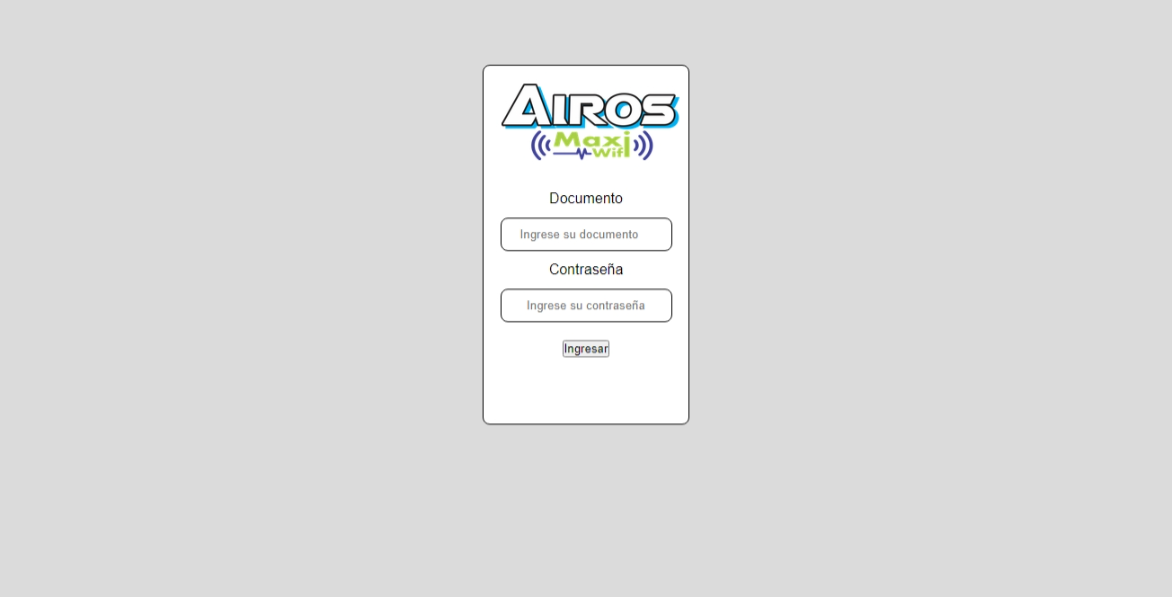 AIROS
Maxi
Wifi
Documento
Ingrese su documento
Contraseña
Ingrese su contraseña
Ingresar